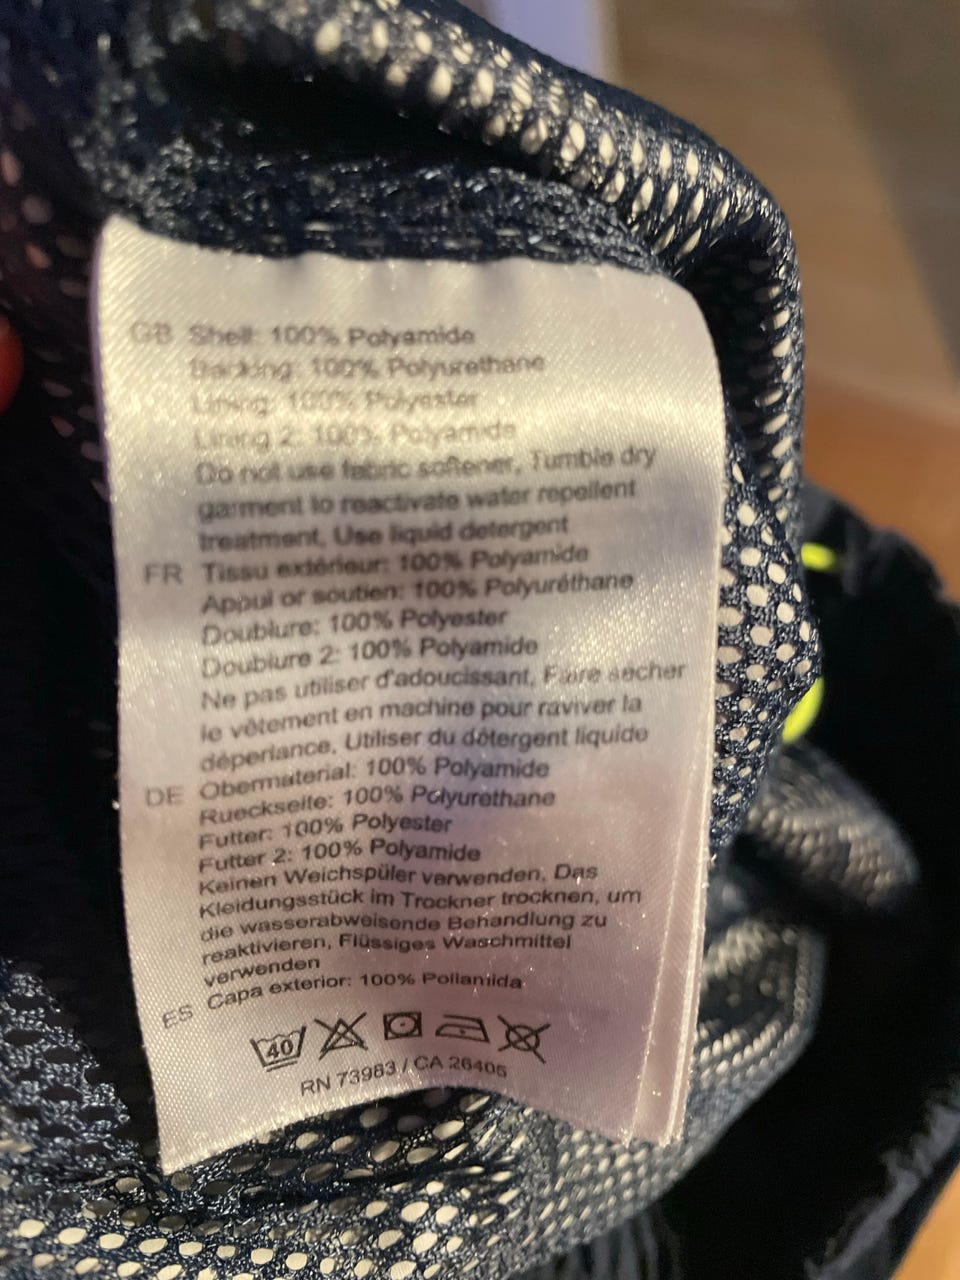 GB Shell: 100% Polyamide
Backing: 100% Polyurethane
Lining: 100% Polyester
Lining 2: 100% Polyamide
Do not use fabric softener, Tumble dry
garment to reactivate water repellent
treatment, Use liquid detergent
FR Tissu extérieur: 100% Polyamide
Appui or soutien: 100% Polyuréthane
Doublure: 100% Polyester
Doublure 2: 100% Polyamide
Ne pas utiliser d'adoucissant, Faire secher
le vêtement en machine pour raviver la
déperlance, Utiliser du détergent liquide
DE Obermaterial: 100% Polyamide
Rueckseite: 100% Polyurethane
Futter: 100% Polyester
Futter 2: 100% Polyamide
Keinen Weichspüler verwenden, Das
Kleidungsstück im Trockner trocknen, um
die wasserabweisende Behandlung zu
reaktivieren, Flüssiges Waschmittel
verwenden
ES Capa exterior: 100% Poliamida
40
RN 73983 / CA 26405